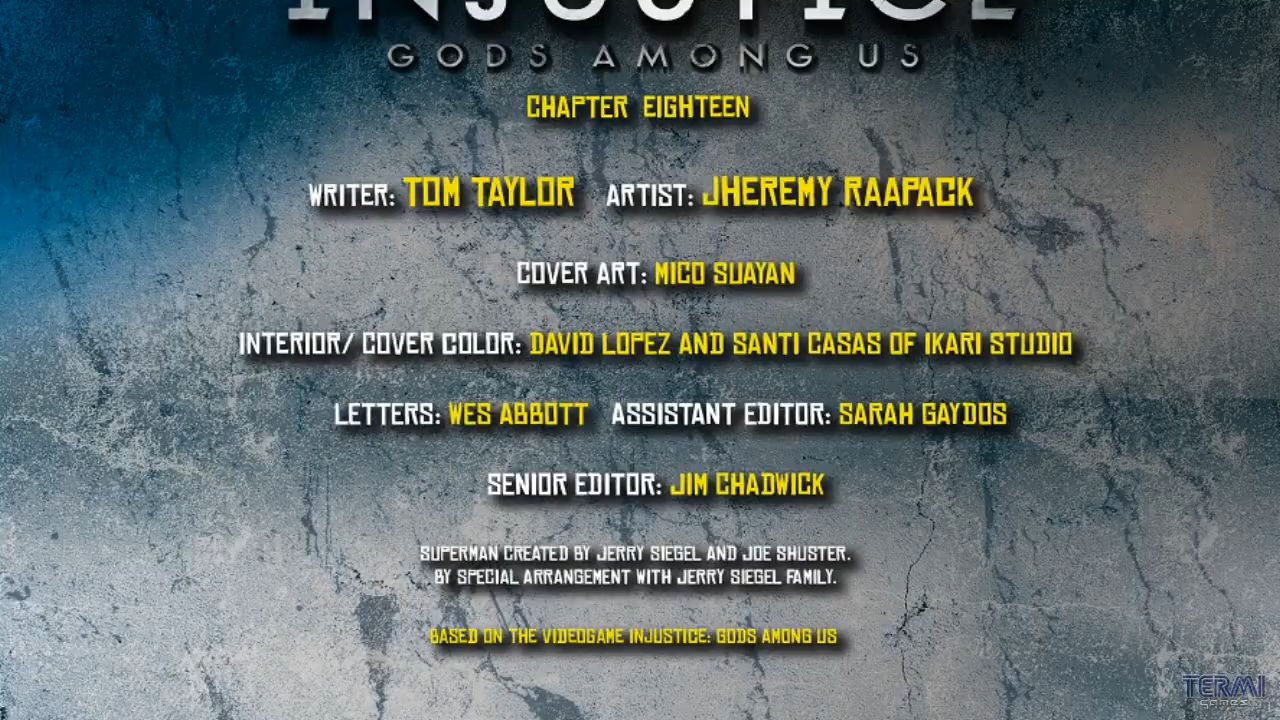 INJUSTICE
GODS AMONG US
CHAPTER EIGHTEEN
WRITER: TOM TAYLOR ARTIST: JHEREMY RAAPACK
COVER ART: MICO SUAYAN
INTERIOR/ COVER COLOR: DAVID LOPEZ AND SANTI CASAS OF IKARI STUDIO
LETTERS: WES ABBOTT ASSISTANT EDITOR: SARAH GAYDOS
SENIOR EDITOR: JIM CHADWICK
SUPERMAN CREATED BY JERRY SIEGEL AND JOE SHUSTER.
BY SPECIAL ARRANGEMENT WITH JERRY SIEGEL FAMILY.
BASED ON THE VIDEOGAME INJUSTICE: GODS AMONG US
TERMI
games